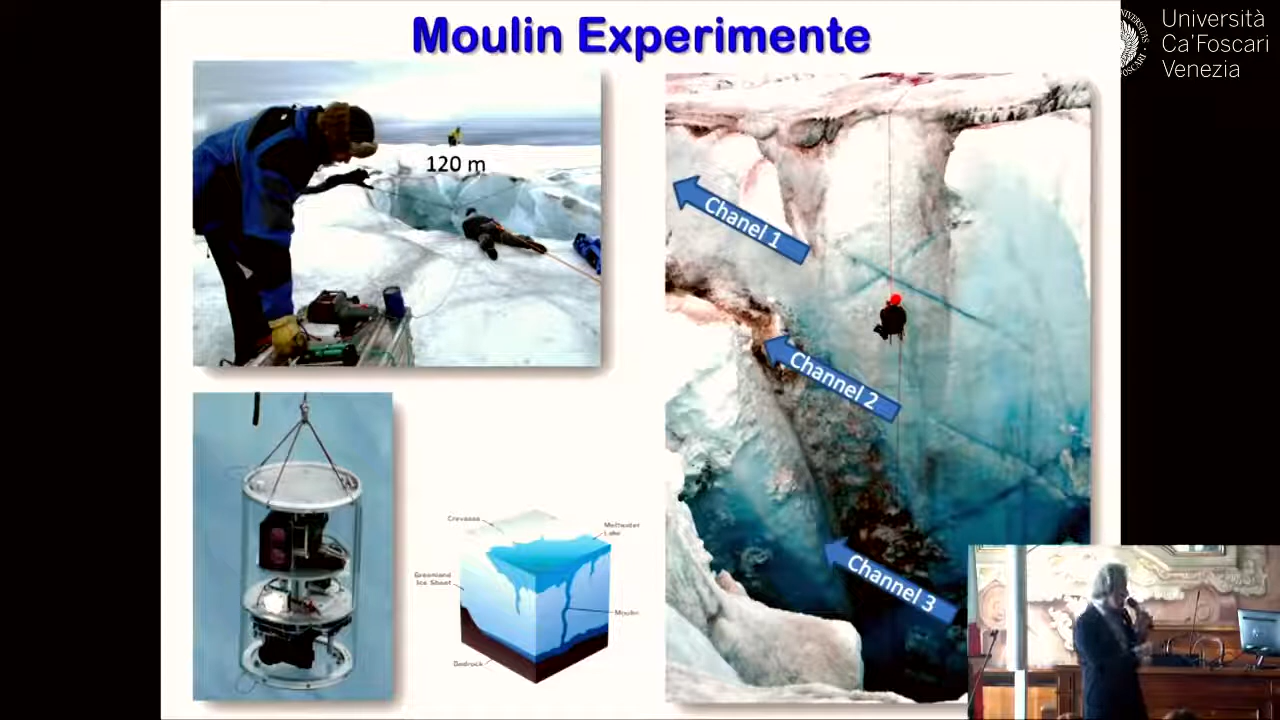 Moulin Experimente
Università
Ca'Foscari
Venezia
120 m
Chanel 1
Channel 2
Channel 3
Crevasse
Meltwater
Lake
Greenland
Ice Sheet
Moulin
Bedrock